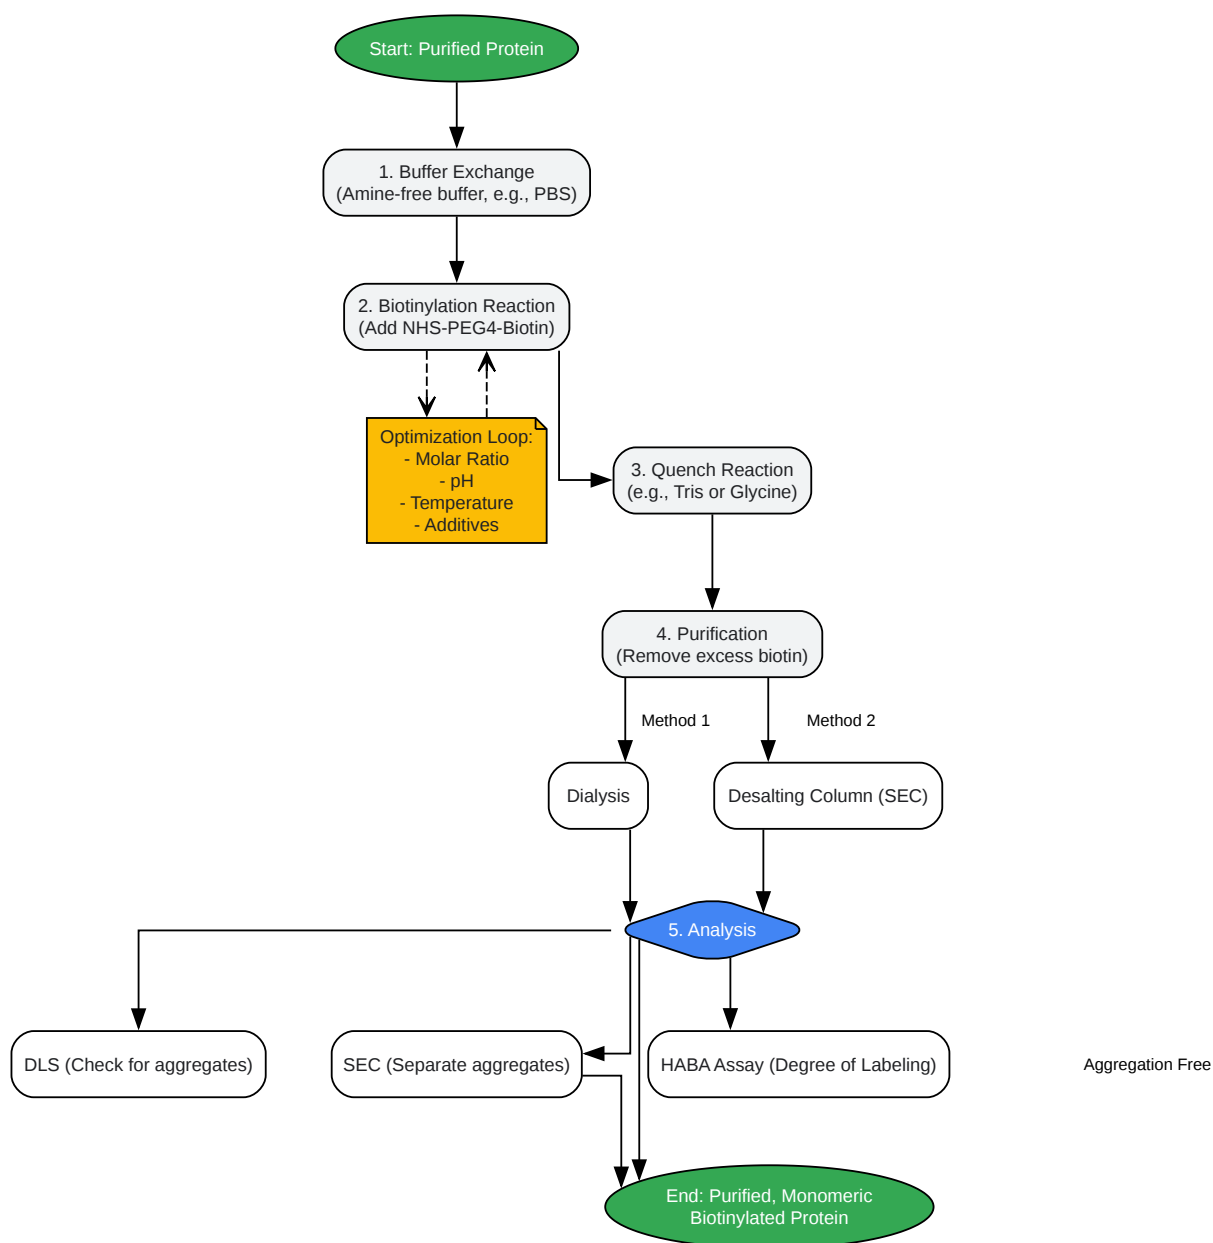 Start: Purified Protein
1. Buffer Exchange
(Amine-free buffer, e.g., PBS)
2. Biotinylation Reaction
(Add NHS-PEG4-Biotin)
Optimization Loop:
- Molar Ratio
- pH
- Temperature
- Additives
3. Quench Reaction
(e.g., Tris or Glycine)
4. Purification
(Remove excess biotin)
Method 1
Method 2
Dialysis
Desalting Column (SEC)
5. Analysis
DLS (Check for aggregates)
SEC (Separate aggregates)
HABA Assay (Degree of Labeling)
Aggregation Free
End: Purified, Monomeric
Biotinylated Protein